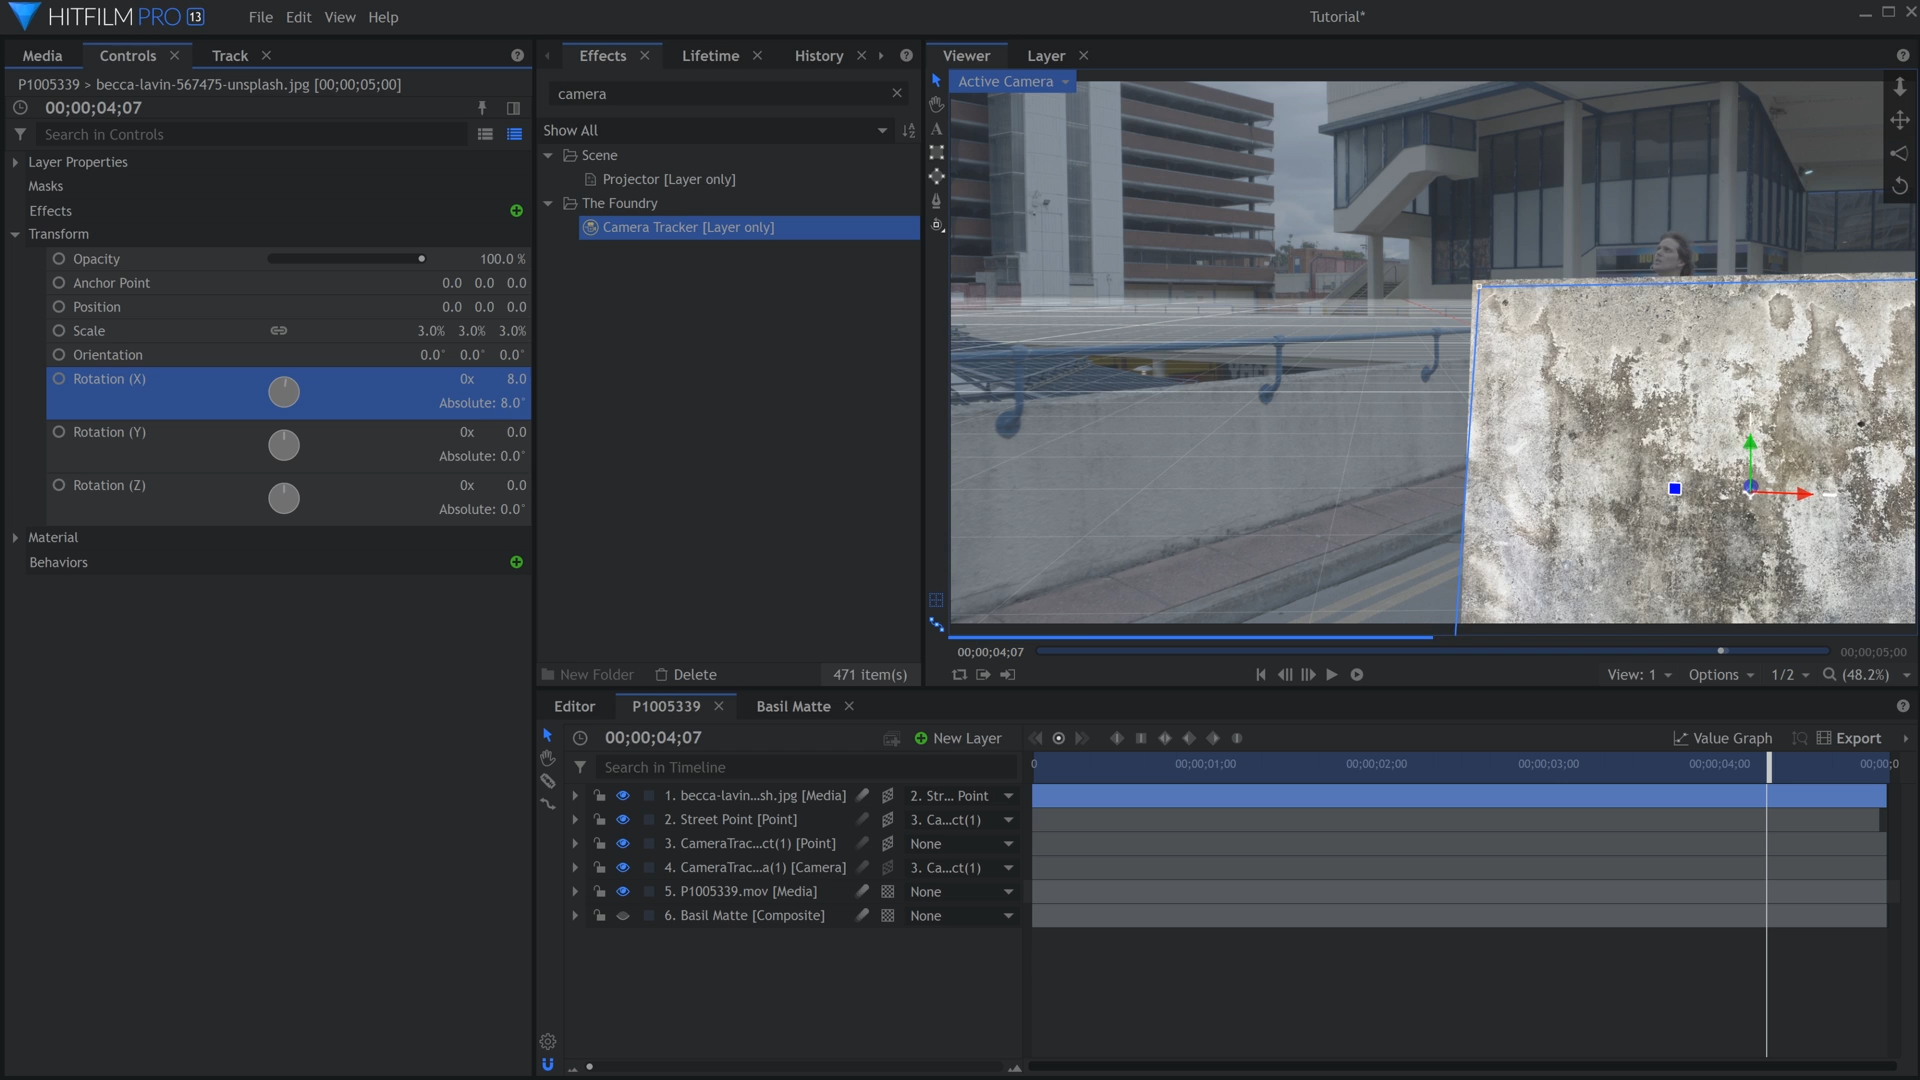 HITFILM PRO 13
File Edit View Help
Tutorial*
Media Controls Track
P1005339 > becca-lavin-567475-unsplash.jpg [00;00;05;00]
00;00;04;07
Search in Controls
Layer Properties
Masks
Effects
Transform
Opacity 100.0 %
Anchor Point 0.0 0.0 0.0
Position 0.0 0.0 0.0
Scale 3.0% 3.0% 3.0%
Orientation 0.0° 0.0° 0.0°
Rotation (X) 0x 8.0
Absolute: 8.0°
Rotation (Y) 0x 0.0
Absolute: 0.0°
Rotation (Z) 0x 0.0
Absolute: 0.0°
Material
Behaviors
Effects Lifetime History
camera
Show All
Scene
Projector [Layer only]
The Foundry
Camera Tracker [Layer only]
New Folder Delete 471 item(s)
Viewer Layer
Active Camera
00;00;04;07 00;00;05;00
View: 1 Options 1/2 (48.2%)
Editor P1005339 Basil Matte
00;00;04;07 New Layer Value Graph Export
Search in Timeline
0 00;00;01;00 00;00;02;00 00;00;03;00 00;00;04;00 00;00;0
1. becca-lavin...sh.jpg [Media] 2. Str... Point
2. Street Point [Point] 3. Ca...ct(1)
3. CameraTrac...ct(1) [Point] None
4. CameraTrac...a(1) [Camera] 3. Ca...ct(1)
5. P1005339.mov [Media] None
6. Basil Matte [Composite] None